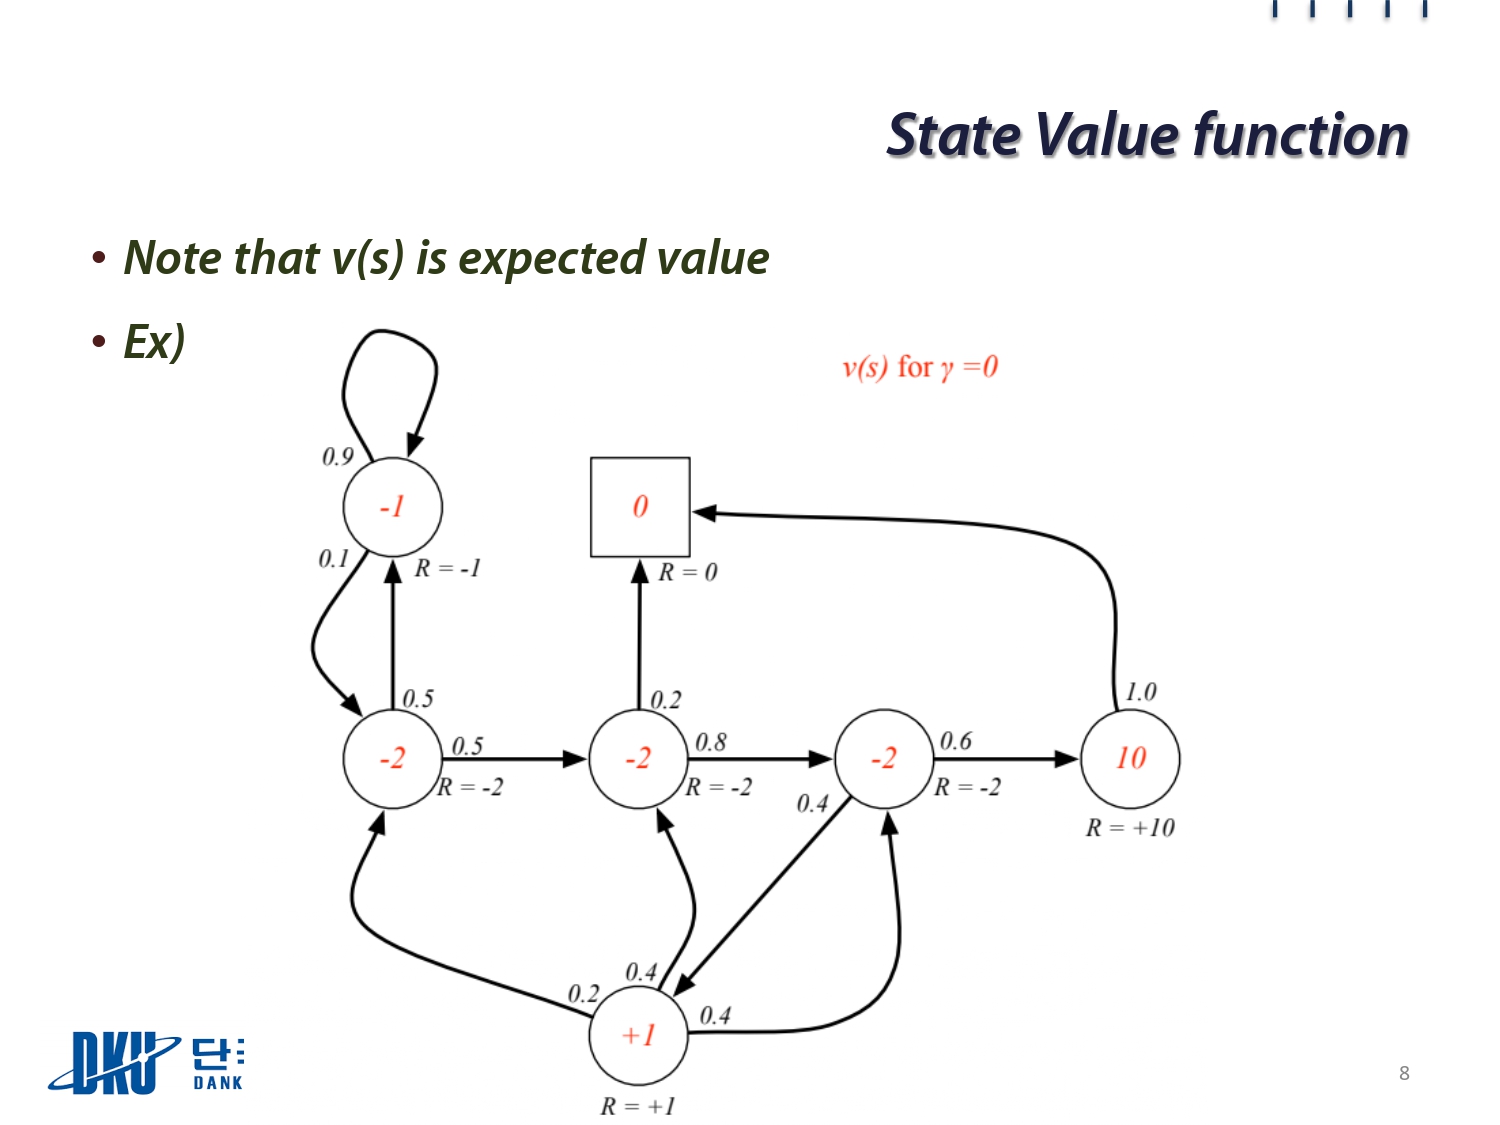 State Value function
• Note that v(s) is expected value
• Ex)
v(s) for γ =0
0.9
-1
0
0.1
R = -1
R = 0
0.5
0.2
1.0
-2
0.5
R = -2
-2
0.8
R = -2
-2
0.6
R = -2
10
0.4
R = +10
0.4
0.2
+1
0.4
R = +1
DKU 단
DANK
8